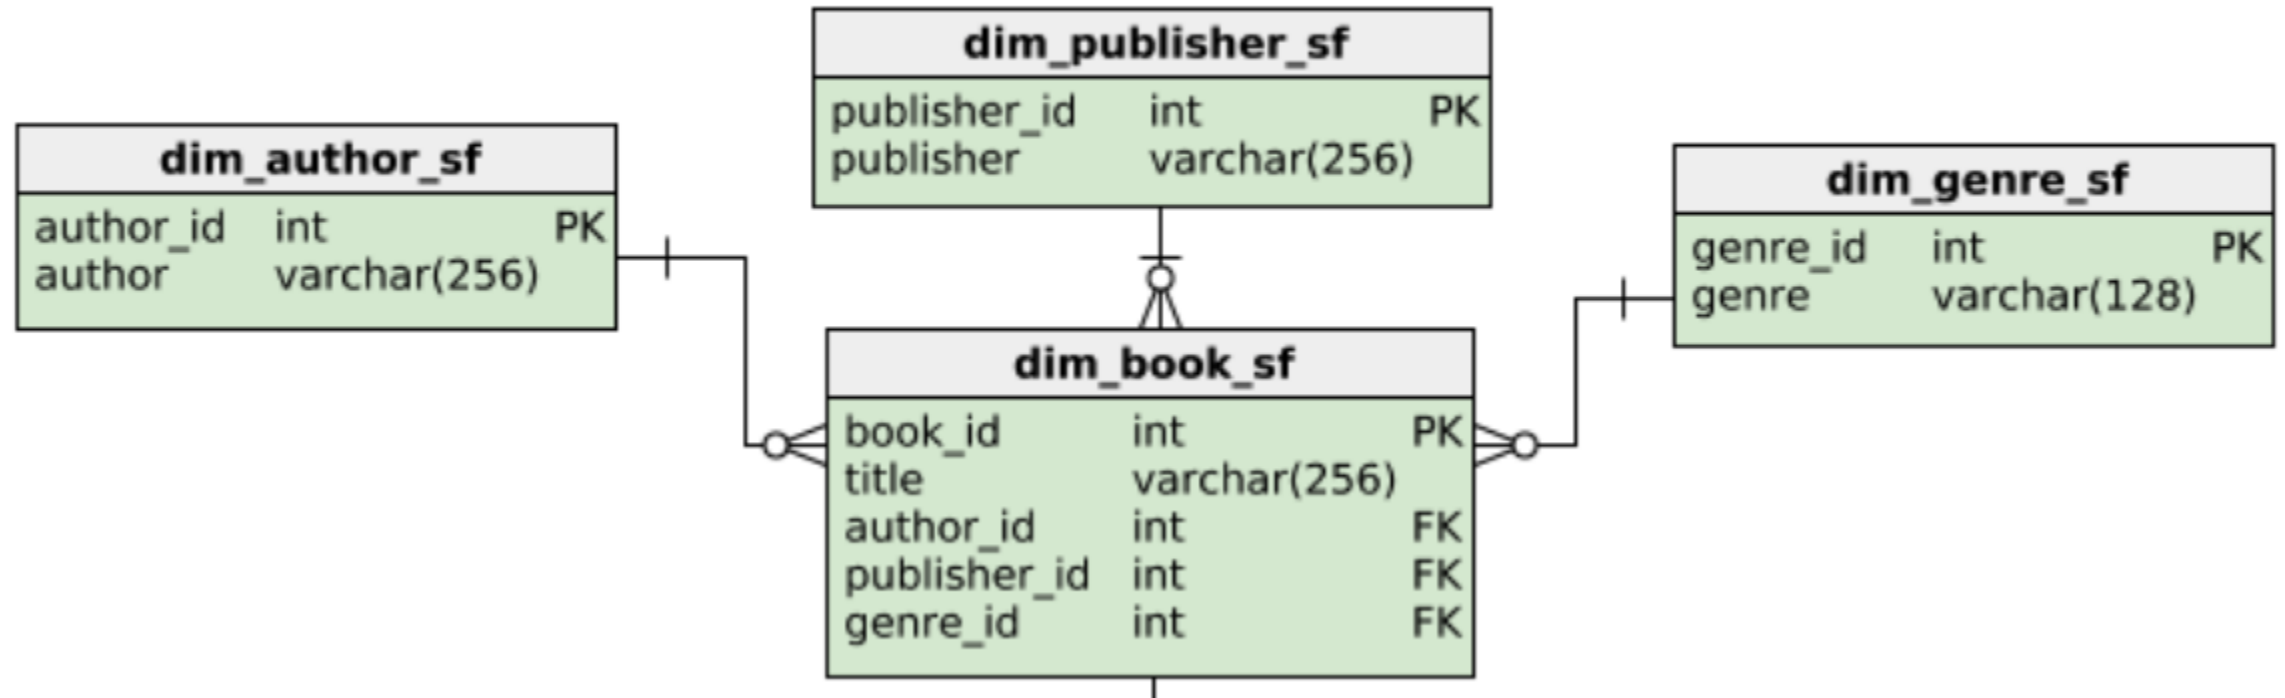 dim_publisher_sf
publisher_id int PK
publisher varchar(256)
dim_author_sf
author_id int PK
author varchar(256)
dim_genre_sf
genre_id int PK
genre varchar(128)
dim_book_sf
book_id int PK
title varchar(256)
author_id int FK
publisher_id int FK
genre_id int FK